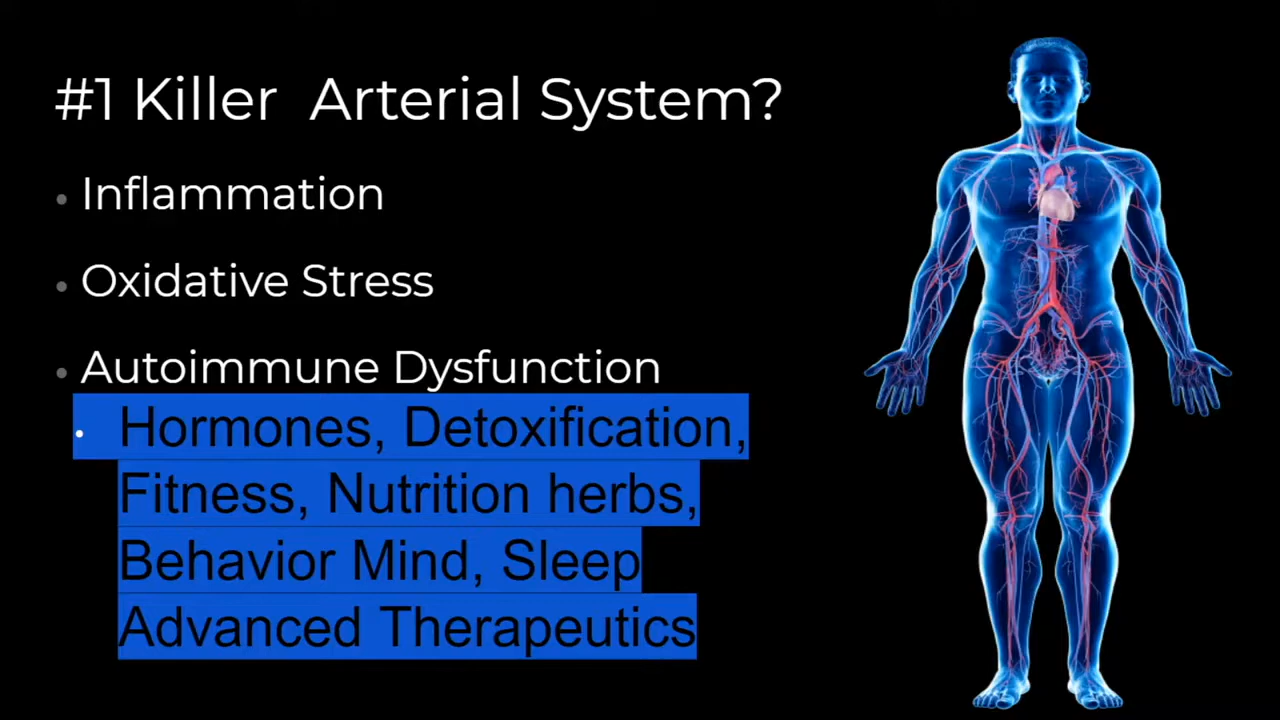 #1 Killer Arterial System?
• Inflammation
• Oxidative Stress
• Autoimmune Dysfunction
• Hormones, Detoxification,
Fitness, Nutrition herbs,
Behavior Mind, Sleep
Advanced Therapeutics